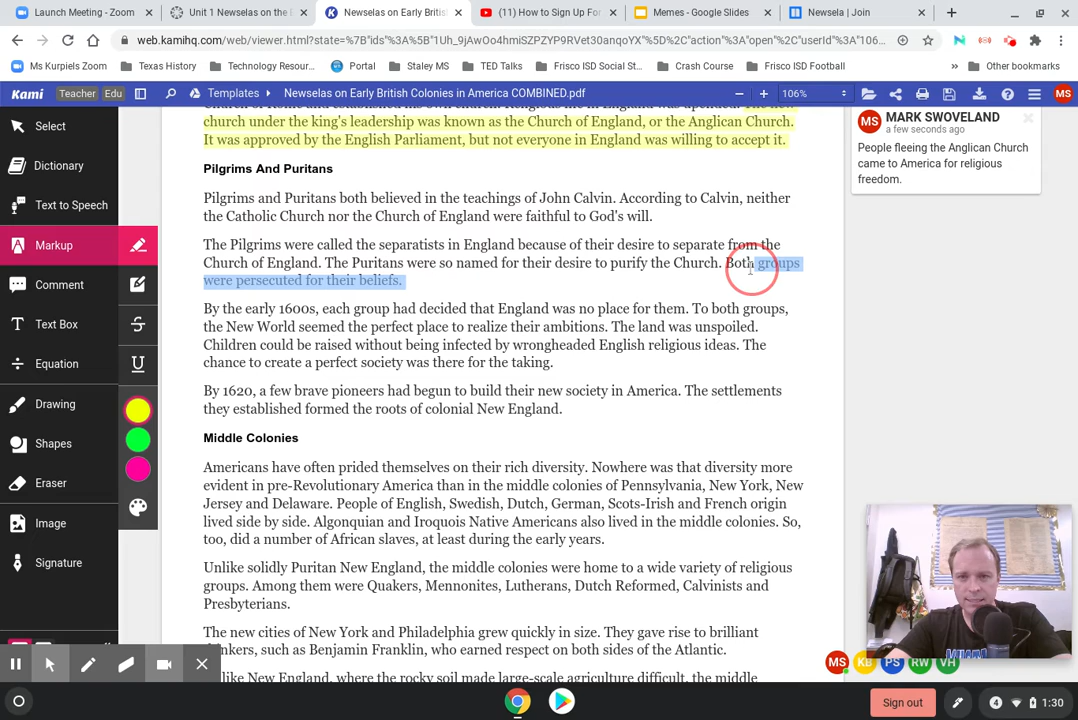 Launch Meeting - Zoom
Unit 1 Newselas on the E
Newselas on Early Britis
(11) How to Sign Up For
Memes - Google Slides
Newsela | Join
web.kamihq.com/web/viewer.html?state=%7B"ids"%3A%5B"1Uh_9jAwOo4hmiSZPZYP9RVet30anqoYX"%5D%2C"action"%3A"open"%2C"userId"%3A"106...
Ms Kurpiels Zoom
Texas History
Technology Resour...
Portal
Staley MS
TED Talks
Frisco ISD Social St...
Crash Course
Frisco ISD Football
»
Other bookmarks
Kami
Teacher
Edu
Templates
Newselas on Early British Colonies in America COMBINED.pdf
106%
MS
Select
Dictionary
Text to Speech
Markup
Comment
Text Box
Equation
Drawing
Shapes
Eraser
Image
Signature
church under the king's leadership was known as the Church of England, or the Anglican Church.
It was approved by the English Parliament, but not everyone in England was willing to accept it.
Pilgrims And Puritans
Pilgrims and Puritans both believed in the teachings of John Calvin. According to Calvin, neither
the Catholic Church nor the Church of England were faithful to God's will.
The Pilgrims were called the separatists in England because of their desire to separate from the
Church of England. The Puritans were so named for their desire to purify the Church. Both groups
were persecuted for their beliefs.
By the early 1600s, each group had decided that England was no place for them. To both groups,
the New World seemed the perfect place to realize their ambitions. The land was unspoiled.
Children could be raised without being infected by wrongheaded English religious ideas. The
chance to create a perfect society was there for the taking.
By 1620, a few brave pioneers had begun to build their new society in America. The settlements
they established formed the roots of colonial New England.
Middle Colonies
Americans have often prided themselves on their rich diversity. Nowhere was that diversity more
evident in pre-Revolutionary America than in the middle colonies of Pennsylvania, New York, New
Jersey and Delaware. People of English, Swedish, Dutch, German, Scots-Irish and French origin
lived side by side. Algonquian and Iroquois Native Americans also lived in the middle colonies. So,
too, did a number of African slaves, at least during the early years.
Unlike solidly Puritan New England, the middle colonies were home to a wide variety of religious
groups. Among them were Quakers, Mennonites, Lutherans, Dutch Reformed, Calvinists and
Presbyterians.
The new cities of New York and Philadelphia grew quickly in size. They gave rise to brilliant
thinkers, such as Benjamin Franklin, who earned respect on both sides of the Atlantic.
like New England, where the rocky soil made large-scale agriculture difficult, the middle
MS
MARK SWOVELAND
a few seconds ago
People fleeing the Anglican Church
came to America for religious
freedom.
MS
KB
PS
RW
VH
Sign out
4
1:30